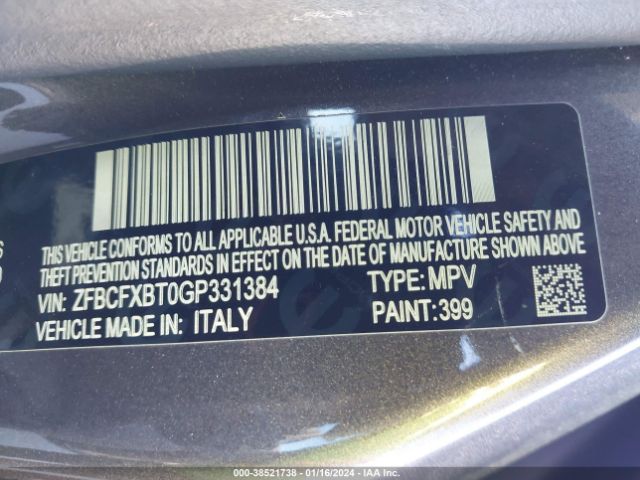 THIS VEHICLE CONFORMS TO ALL APPLICABLE U.S.A. FEDERAL MOTOR VEHICLE SAFETY AND
THEFT PREVENTION STANDARDS IN EFFECT ON THE DATE OF MANUFACTURE SHOWN ABOVE
VIN: ZFBCFXBT0GP331384 TYPE: MPV
VEHICLE MADE IN: ITALY PAINT: 399
000-38521738 - 01/16/2024 - IAA Inc.